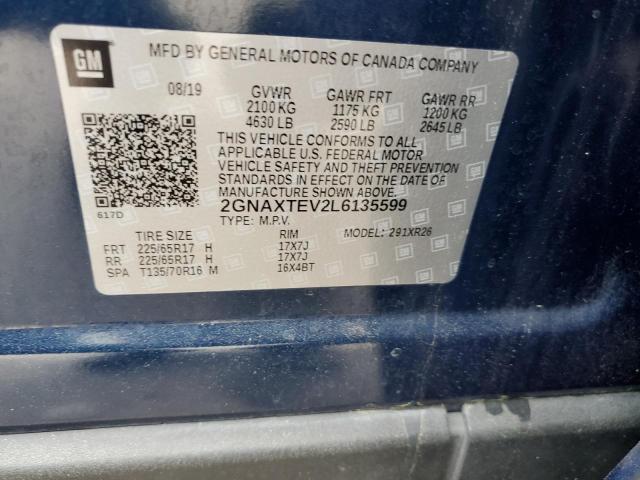 GM
MFD BY GENERAL MOTORS OF CANADA COMPANY
08/19 GVWR GAWR FRT GAWR RR
2100 KG 1175 KG 1200 KG
4630 LB 2590 LB 2645 LB
THIS VEHICLE CONFORMS TO ALL
APPLICABLE U.S. FEDERAL MOTOR
VEHICLE SAFETY AND THEFT PREVENTION
STANDARDS IN EFFECT ON THE DATE OF
MANUFACTURE SHOWN ABOVE.
617D 2GNAXTEV2L6135599
TYPE: M.P.V. MODEL: 291XR26
TIRE SIZE RIM
FRT 225/65R17 H 17X7J
RR 225/65R17 H 17X7J
SPA T135/70R16 M 16X4BT